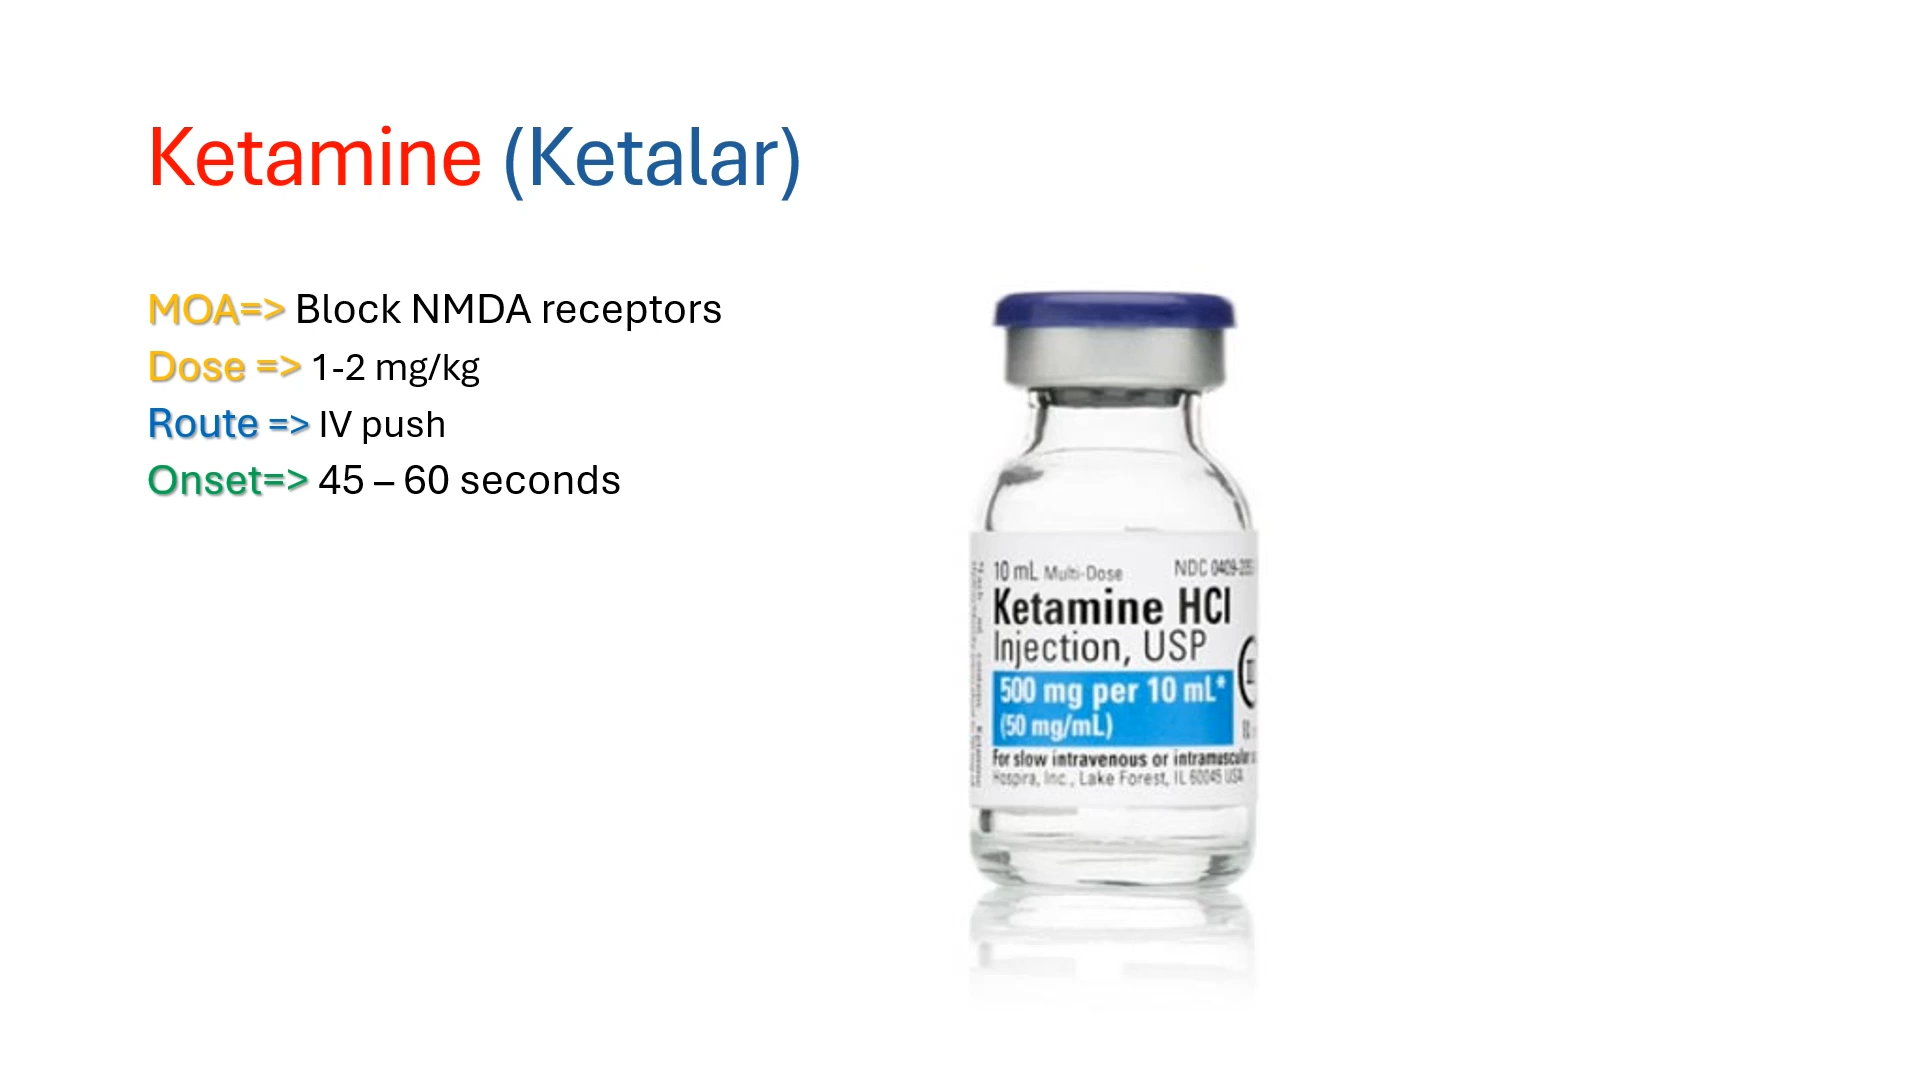 Ketamine (Ketalar)
MOA=> Block NMDA receptors
Dose => 1-2 mg/kg
Route => IV push
Onset=> 45 – 60 seconds
10 mL Multi-Dose
NDC 0409-
Ketamine HCl
Injection, USP
500 mg per 10 mL*
(50 mg/mL)
For slow intravenous or intramuscular
Hospira, Inc., Lake Forest, IL 60045 USA